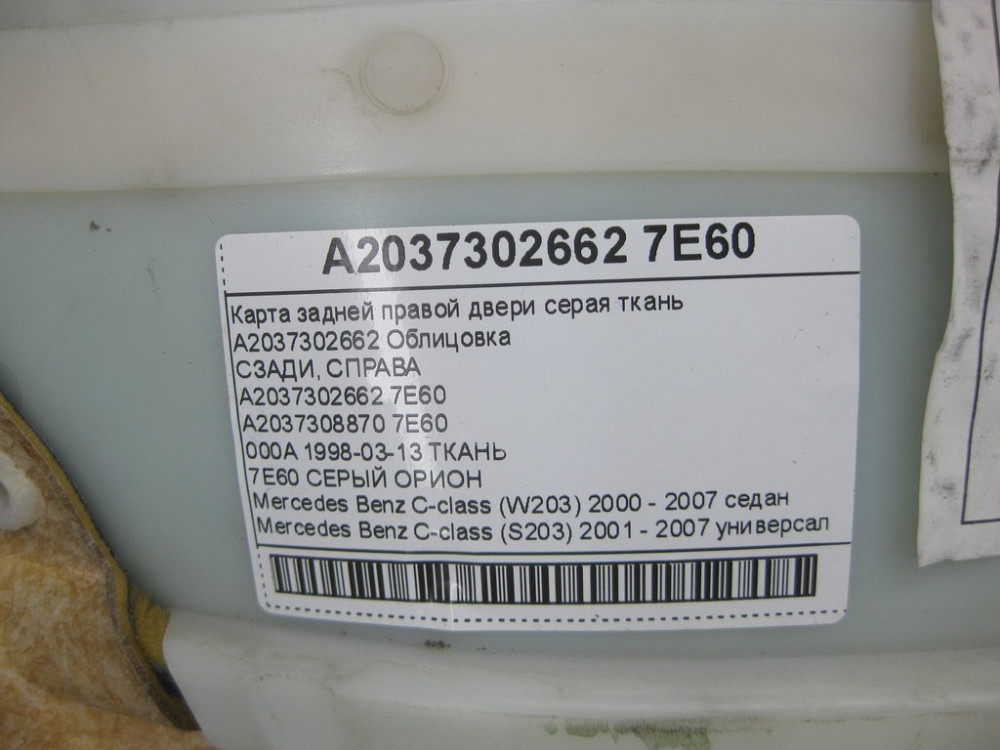 A2037302662 7E60
Карта задней правой двери серая ткань
A2037302662 Облицовка
СЗАДИ, СПРАВА
A2037302662 7E60
A2037308870 7E60
000A 1998-03-13 ТКАНЬ
7E60 СЕРЫЙ ОРИОН
Mercedes Benz C-class (W203) 2000 - 2007 седан
Mercedes Benz C-class (S203) 2001 - 2007 универсал